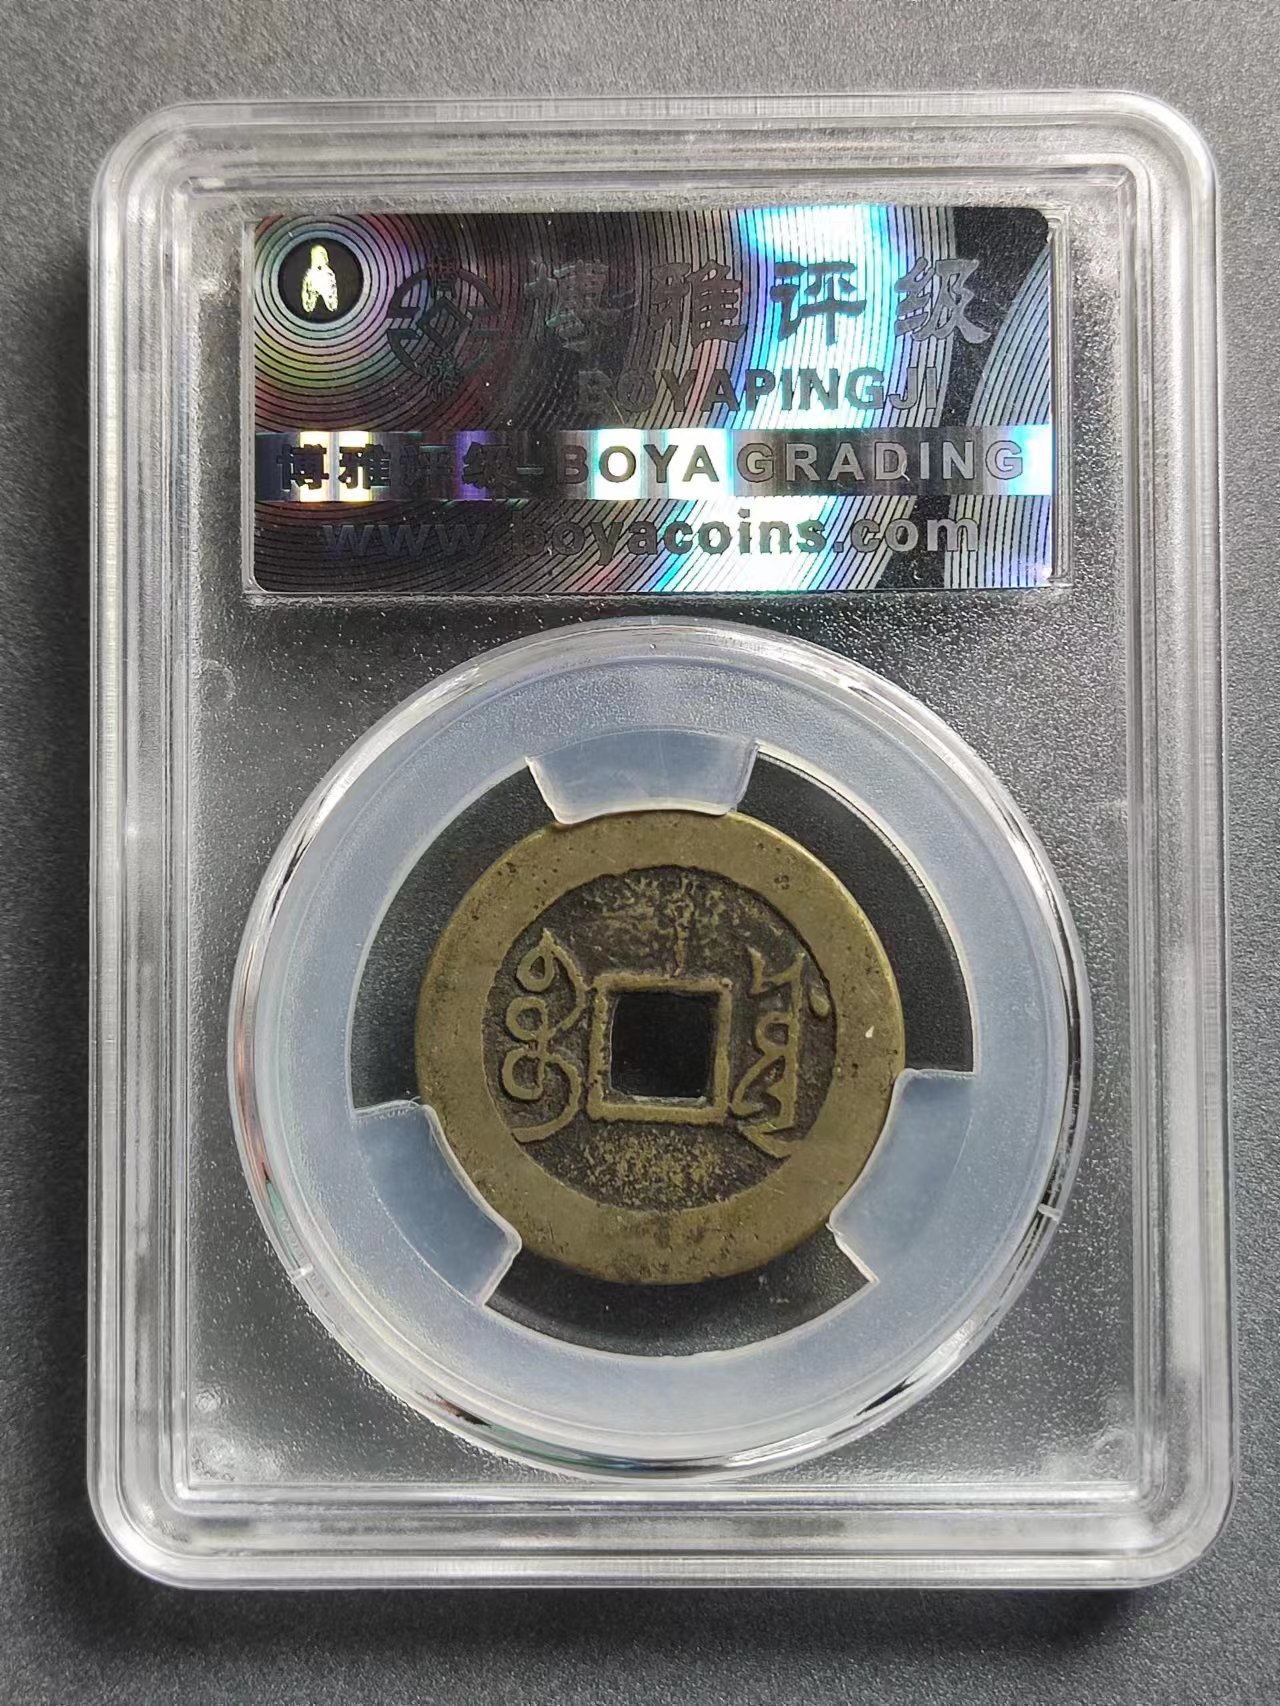 博雅评级
BOYAPINGJI
博雅评级-BOYA GRADING
www.boyacoins.com